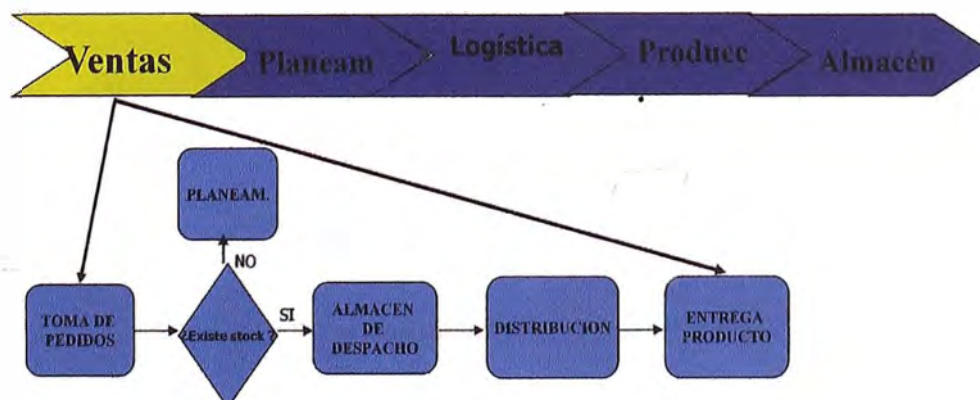 Ventas
Planeam
Logística
Producc
Almacén
PLANEAM.
NO
TOMA DE
PEDIDOS
¿Existe stock ?
SI
ALMACEN
DE
DESPACHO
DISTRIBUCION
ENTREGA
PRODUCTO